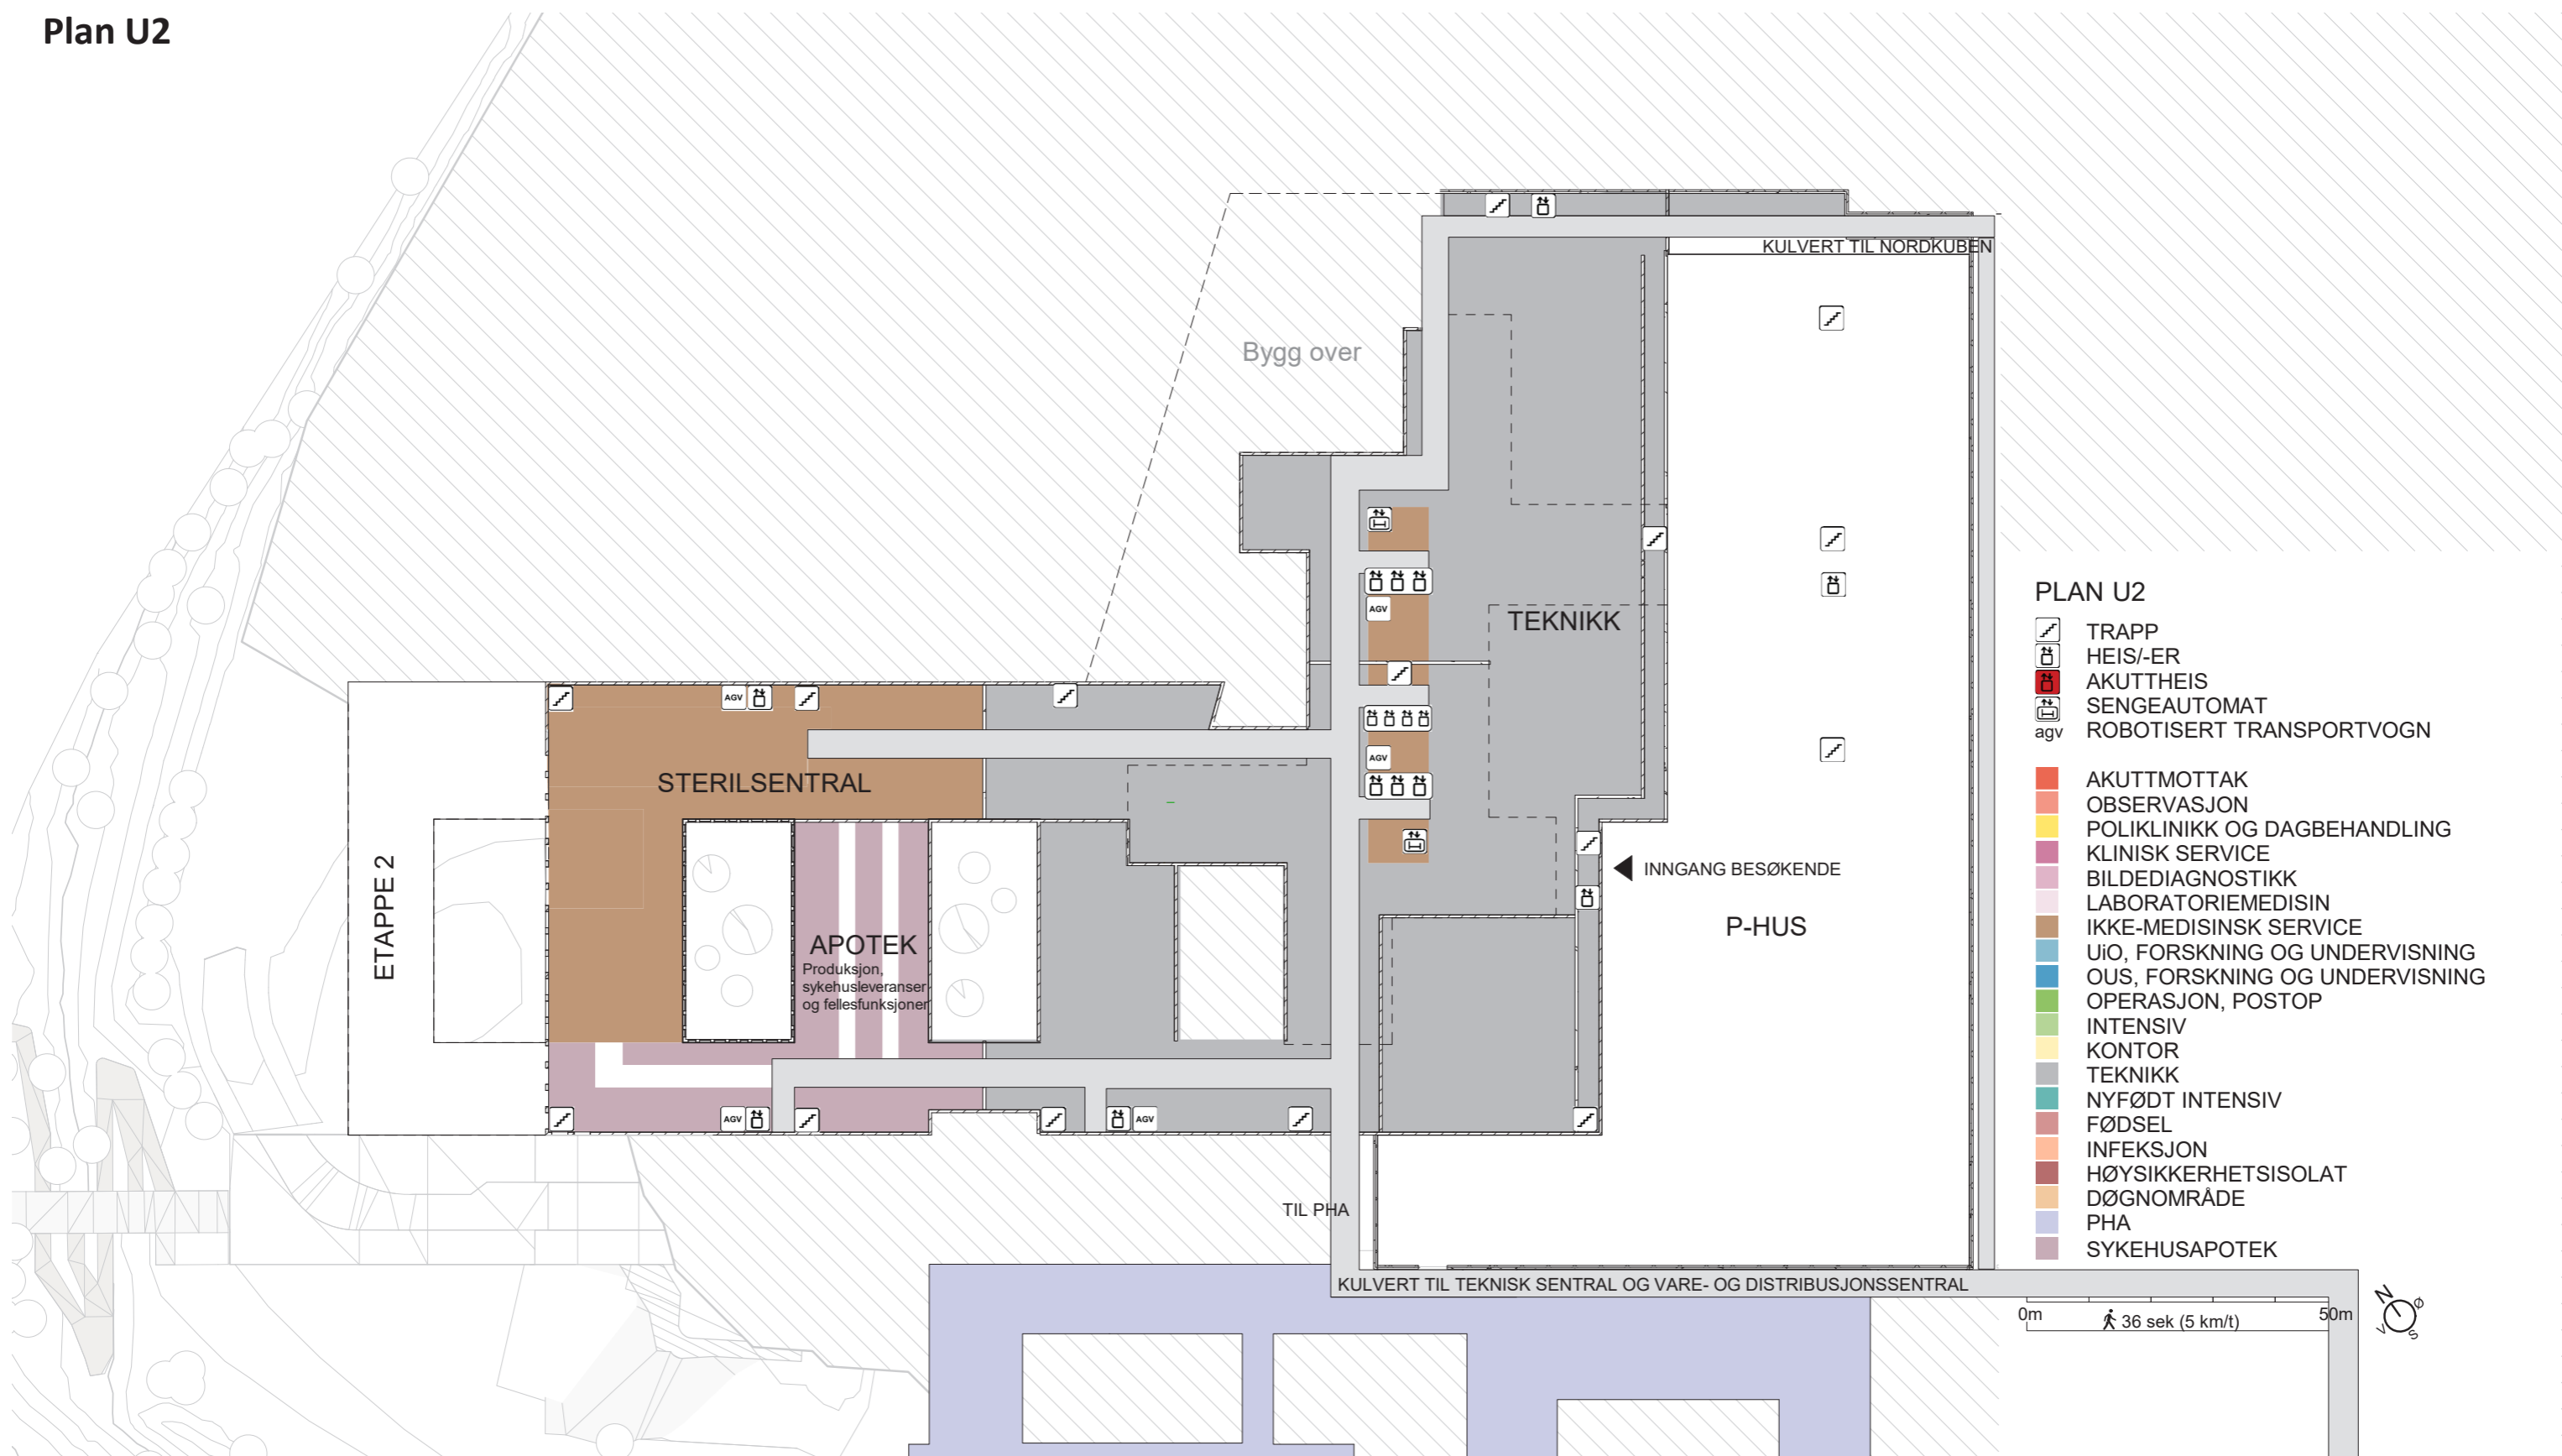 Plan U2
KULVERT TIL NORDKUBEN
Bygg over
AGV
TEKNIKK
AGV
STERILSENTRAL
AGV
INNGANG BESØKENDE
ETAPPE 2
P-HUS
APOTEK
Produksjon,
sykehusleveranser
og fellesfunksjoner
AGV
AGV
TIL PHA
KULVERT TIL TEKNISK SENTRAL OG VARE- OG DISTRIBUSJONSSENTRAL
PLAN U2
TRAPP
HEIS/-ER
AKUTTHEIS
SENGEAUTOMAT
agv ROBOTISERT TRANSPORTVOGN
AKUTTMOTTAK
OBSERVASJON
POLIKLINIKK OG DAGBEHANDLING
KLINISK SERVICE
BILDEDIAGNOSTIKK
LABORATORIEMEDISIN
IKKE-MEDISINSK SERVICE
UiO, FORSKNING OG UNDERVISNING
OUS, FORSKNING OG UNDERVISNING
OPERASJON, POSTOP
INTENSIV
KONTOR
TEKNIKK
NYFØDT INTENSIV
FØDSEL
INFEKSJON
HØYSIKKERHETSISOLAT
DØGNOMRÅDE
PHA
SYKEHUSAPOTEK
0m 50m
36 sek (5 km/t)
N
Ø
V
S